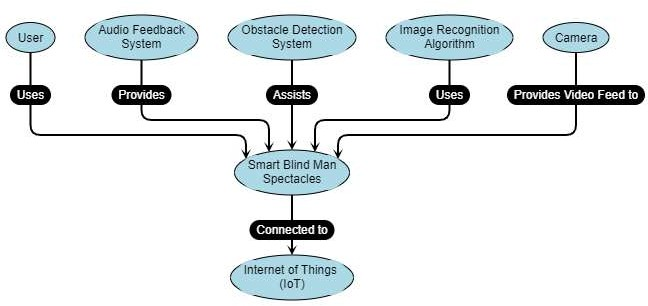 User
Audio Feedback
System
Obstacle Detection
System
Image Recognition
Algorithm
Camera
Uses
Provides
Assists
Uses
Provides Video Feed to
Smart Blind Man
Spectacles
Connected to
Internet of Things
(IoT)